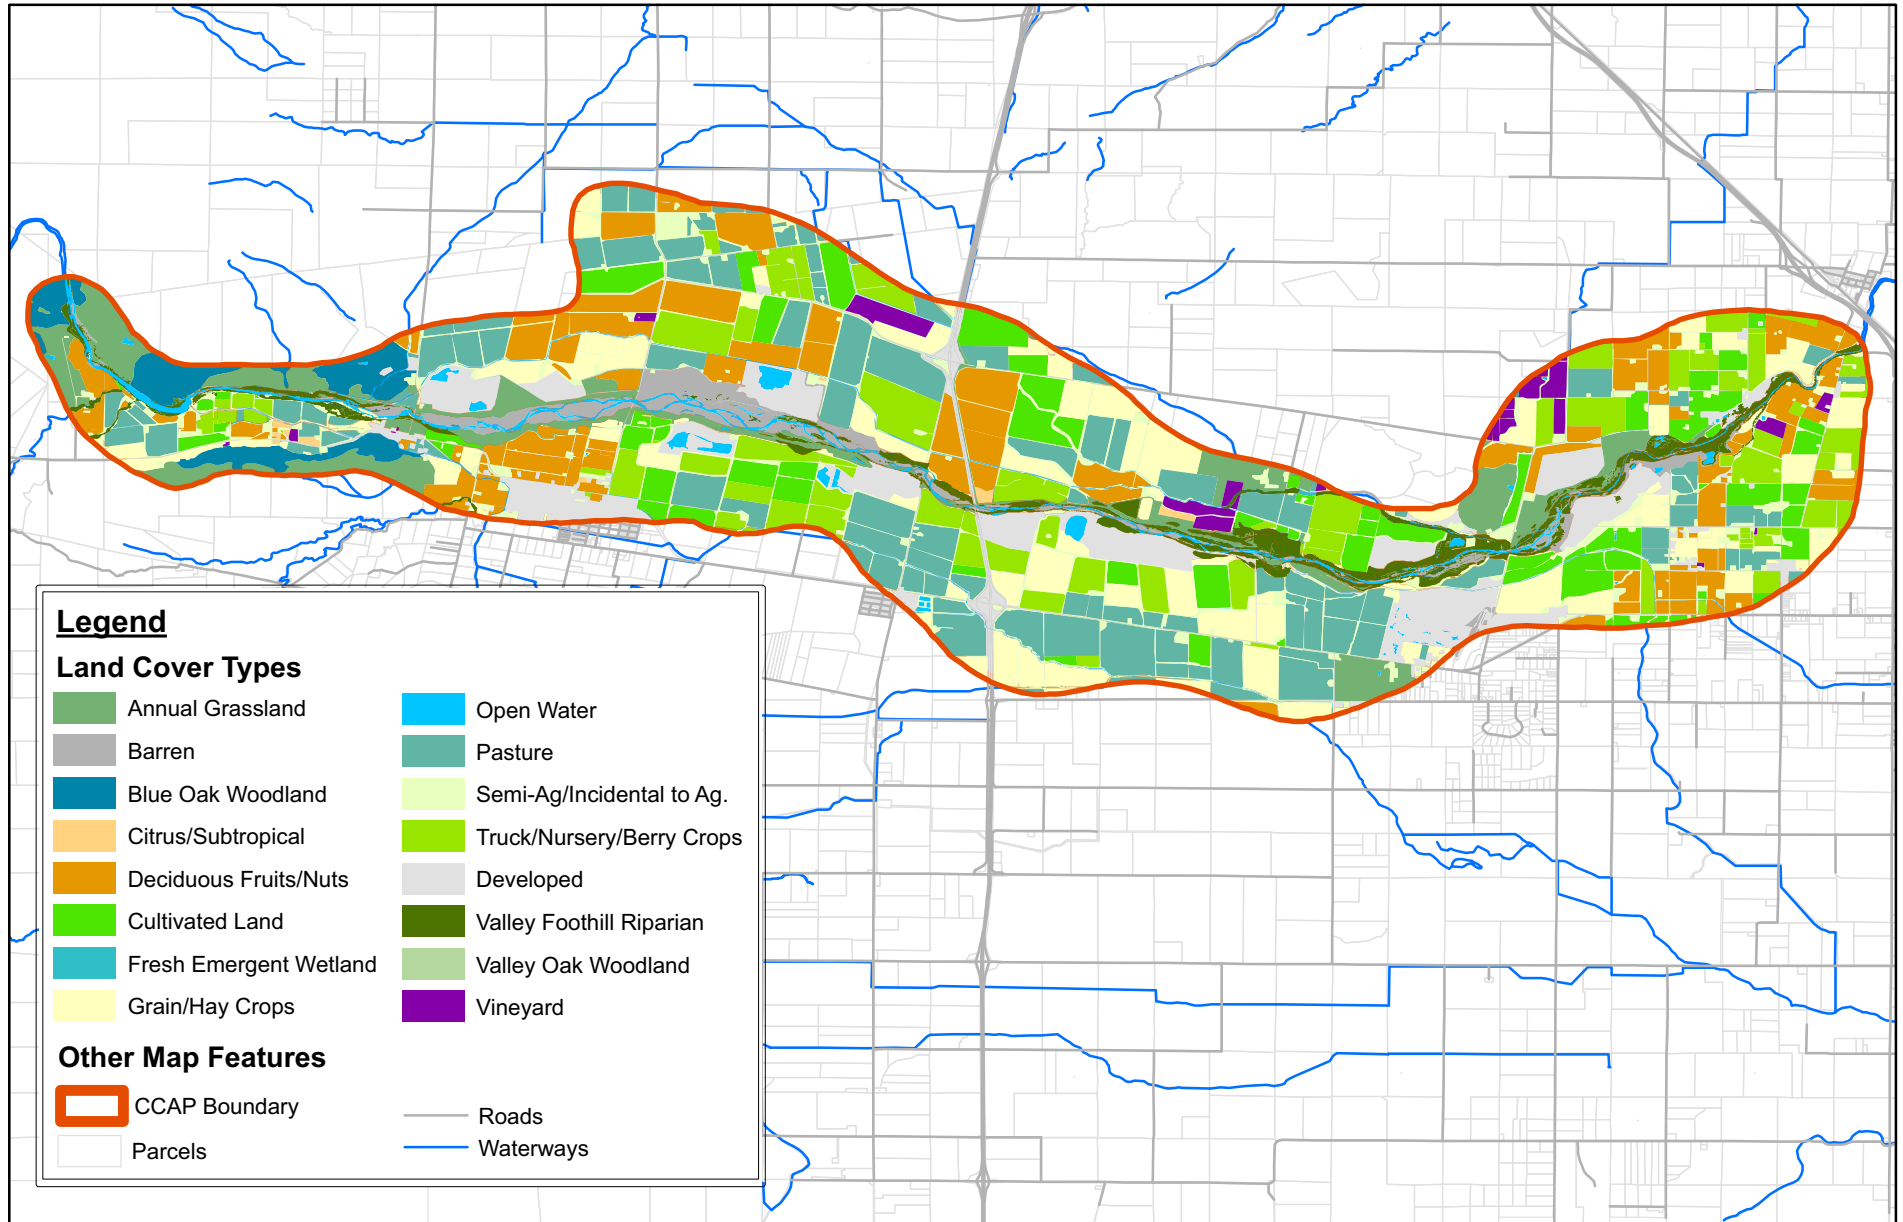 Legend
Land Cover Types
Annual Grassland
Barren
Blue Oak Woodland
Citrus/Subtropical
Deciduous Fruits/Nuts
Cultivated Land
Fresh Emergent Wetland
Grain/Hay Crops
Open Water
Pasture
Semi-Ag/Incidental to Ag.
Truck/Nursery/Berry Crops
Developed
Valley Foothill Riparian
Valley Oak Woodland
Vineyard
Other Map Features
CCAP Boundary
Parcels
Roads
Waterways